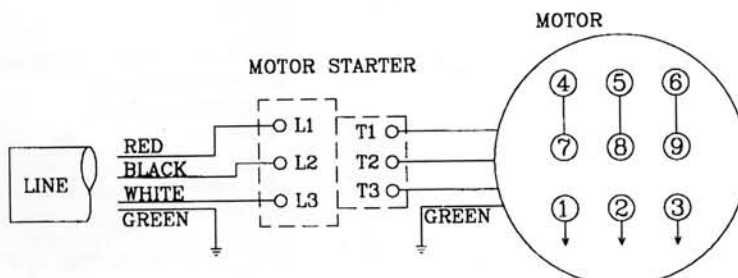 MOTOR
MOTOR STARTER
4 5 6
L1 T1
RED
7 8 9
L2 T2
BLACK
LINE
WHITE L3 T3
GREEN GREEN
1 2 3